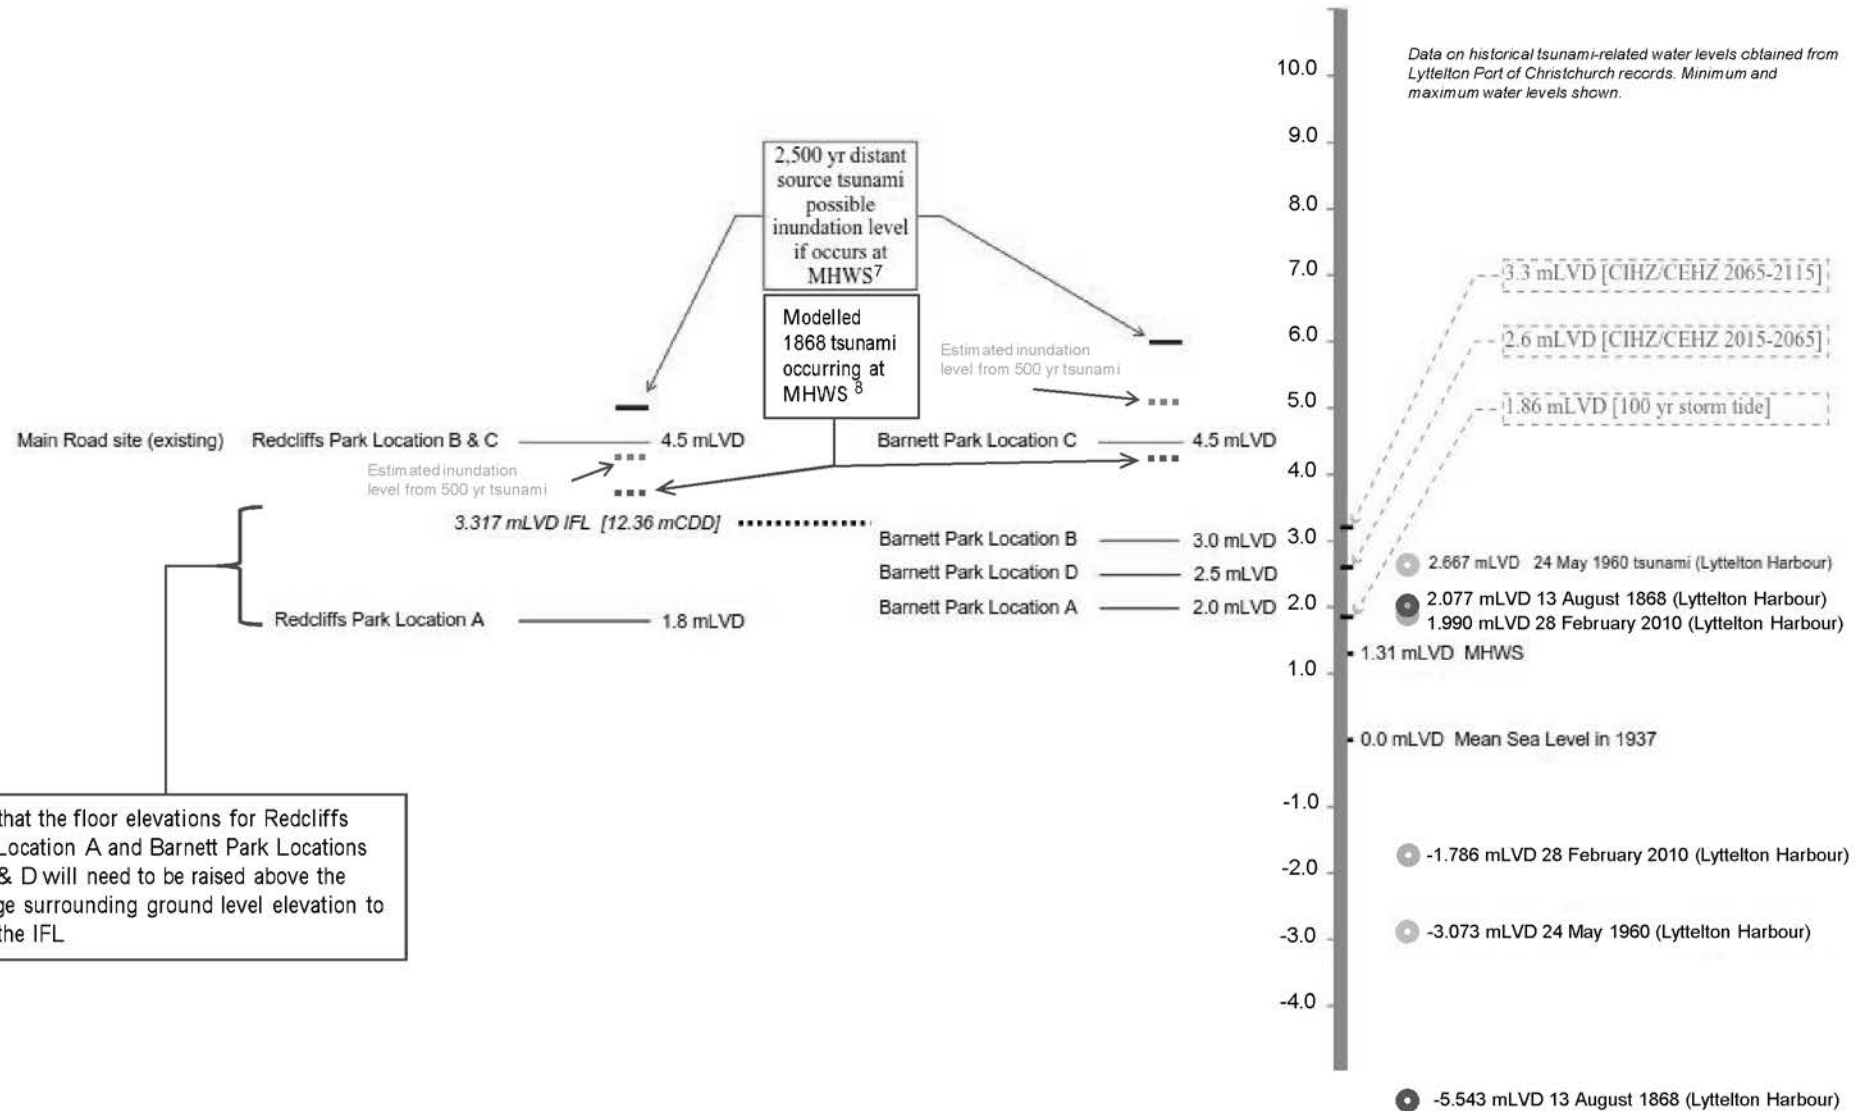 Data on historical tsunami-related water levels obtained from
Lyttelton Port of Christchurch records. Minimum and
maximum water levels shown.
10.0
9.0
8.0
7.0
6.0
5.0
4.0
3.0
2.0
1.0
-1.0
-2.0
-3.0
-4.0
2,500 yr distant
source tsunami
possible
inundation level
if occurs at
MHWS7
Modelled
1868 tsunami
occurring at
MHWS 8
Estimated inundation
level from 500 yr tsunami
3.3 mLVD [CIHZ/CEHZ 2065-2115]
2.6 mLVD [CIHZ/CEHZ 2015-2065]
1.86 mLVD [100 yr storm tide]
Main Road site (existing) Redcliffs Park Location B & C 4.5 mLVD
Barnett Park Location C 4.5 mLVD
Estimated inundation
level from 500 yr tsunami
3.317 mLVD IFL [12.36 mCDD]
Barnett Park Location B 3.0 mLVD
Barnett Park Location D 2.5 mLVD
Barnett Park Location A 2.0 mLVD
Redcliffs Park Location A 1.8 mLVD
2.667 mLVD 24 May 1960 tsunami (Lyttelton Harbour)
2.077 mLVD 13 August 1868 (Lyttelton Harbour)
1.990 mLVD 28 February 2010 (Lyttelton Harbour)
1.31 mLVD MHWS
0.0 mLVD Mean Sea Level in 1937
that the floor elevations for Redcliffs
Location A and Barnett Park Locations
& D will need to be raised above the
ge surrounding ground level elevation to
the IFL
-1.786 mLVD 28 February 2010 (Lyttelton Harbour)
-3.073 mLVD 24 May 1960 (Lyttelton Harbour)
-5.543 mLVD 13 August 1868 (Lyttelton Harbour)